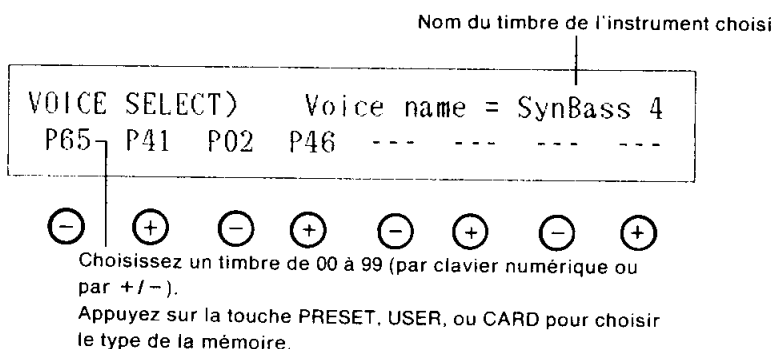 Nom du timbre de l'instrument choisi
VOICE SELECT) Voice name = SynBass 4
P65 P41 P02 P46 --- --- --- ---
- + - + - + - +
Choisissez un timbre de 00 à 99 (par clavier numérique ou
par +/-).
Appuyez sur la touche PRESET, USER, ou CARD pour choisir
le type de la mémoire.